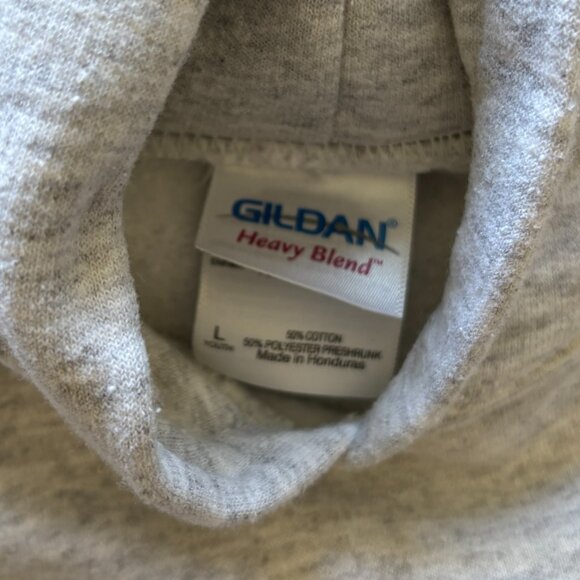 GILDAN®
Heavy Blend™
L
50% COTTON
50% POLYESTER PRESHRUNK
Made in Honduras